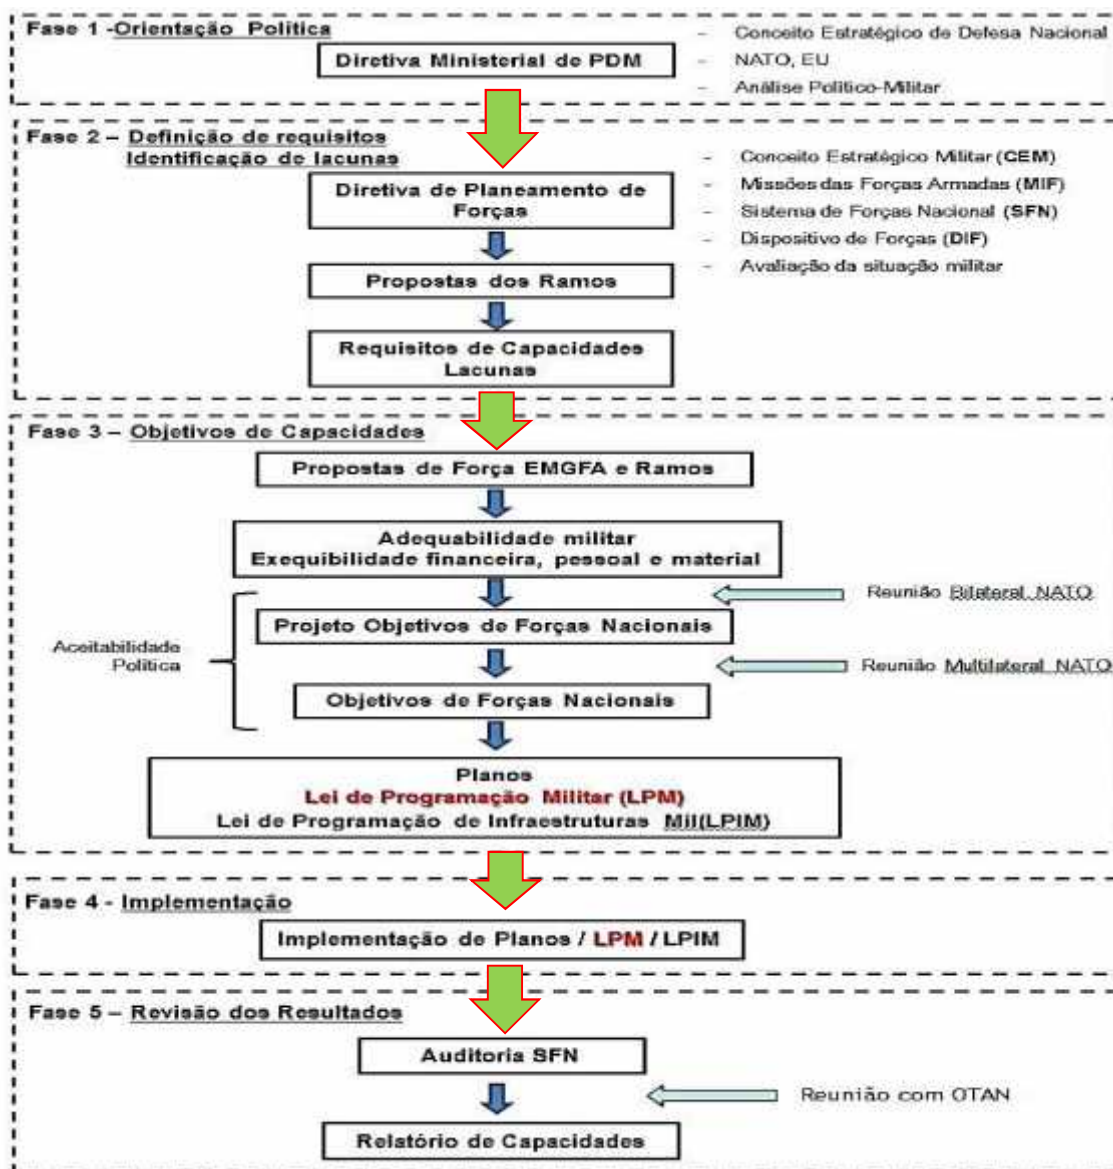 Fase 1 -Orientação Política
Diretiva Ministerial de PDM
- Conceito Estratégico de Defesa Nacional
- NATO, EU
- Análise Político-Militar
Fase 2 – Definição de requisitos
Identificação de lacunas
Diretiva de Planeamento de
Forças
Propostas dos Ramos
Requisitos de Capacidades
Lacunas
- Conceito Estratégico Militar (CEM)
- Missões das Forças Armadas (MIF)
- Sistema de Forças Nacional (SFN)
- Dispositivo de Forças (DIF)
- Avaliação da situação militar
Fase 3 – Objetivos de Capacidades
Propostas de Força EMGFA e Ramos
Adequabilidade militar
Exequibilidade financeira, pessoal e material
Reunião Bilateral NATO
Projeto Objetivos de Forças Nacionais
Aceitabilidade
Política
Reunião Multilateral NATO
Objetivos de Forças Nacionais
Planos
Lei de Programação Militar (LPM)
Lei de Programação de Infraestruturas Mil(LPIM)
Fase 4 - Implementação
Implementação de Planos / LPM / LPIM
Fase 5 – Revisão dos Resultados
Auditoria SFN
Reunião com OTAN
Relatório de Capacidades